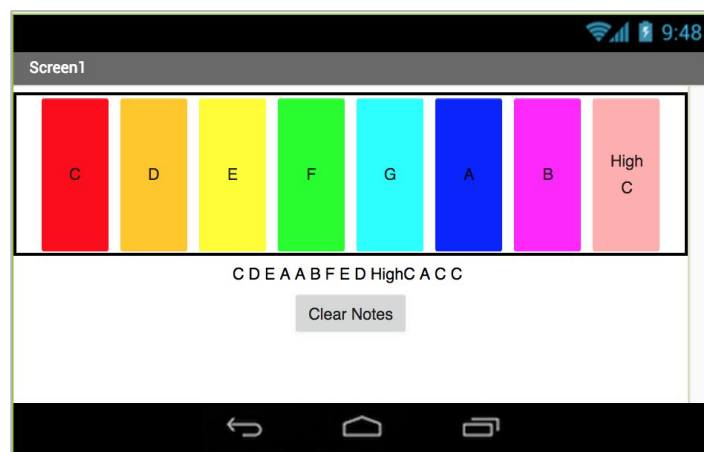 9:48
Screen1
C D E F G A B High
C
C D E A A B F E D HighC A C C
Clear Notes